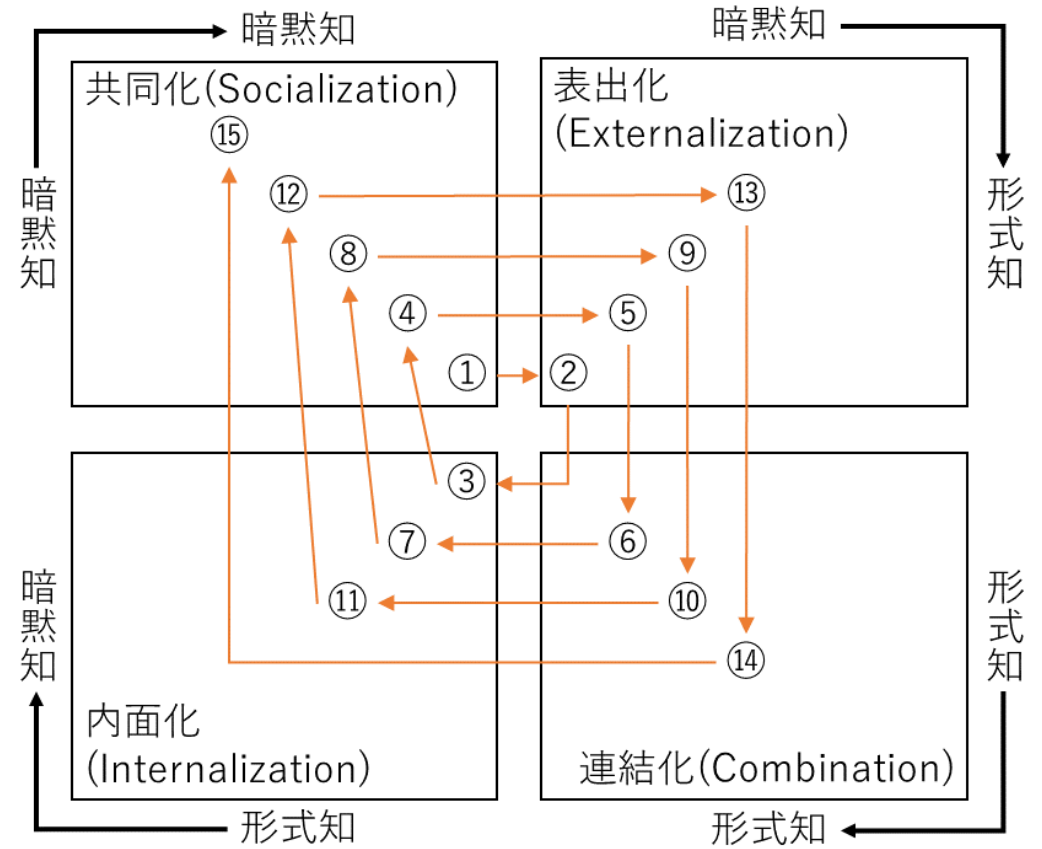 暗黙知
暗黙知
共同化(Socialization)
表出化
(Externalization)
⑮
⑫
⑬
暗黙知
形式知
⑧
⑨
④
⑤
①
②
③
⑦
⑥
⑪
⑩
暗黙知
形式知
⑭
内面化
(Internalization)
連結化(Combination)
形式知
形式知